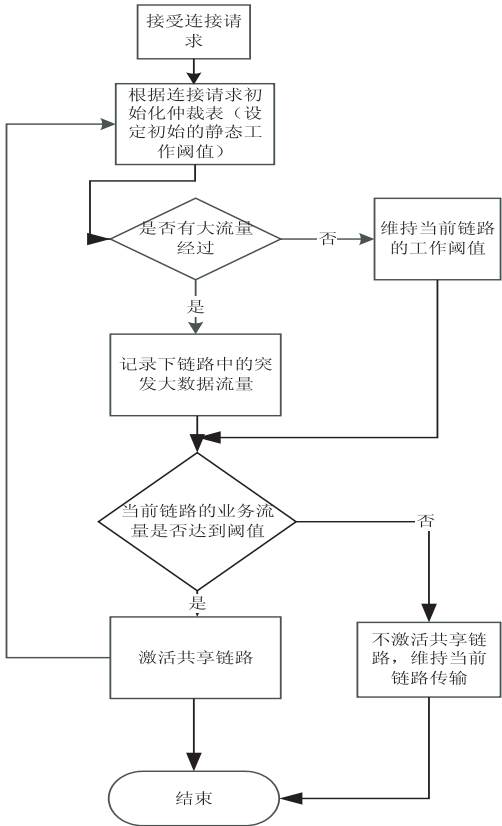 接受连接请
求
根据连接请求初
始化仲裁表（设
定初始的静态工
作阈值）
是否有大流量
经过
否
维持当前链路
的工作阈值
是
记录下链路中的突
发大数据流量
当前链路的业务流
量是否达到阈值
否
是
激活共享链路
不激活共享链
路，维持当前
链路传输
结束